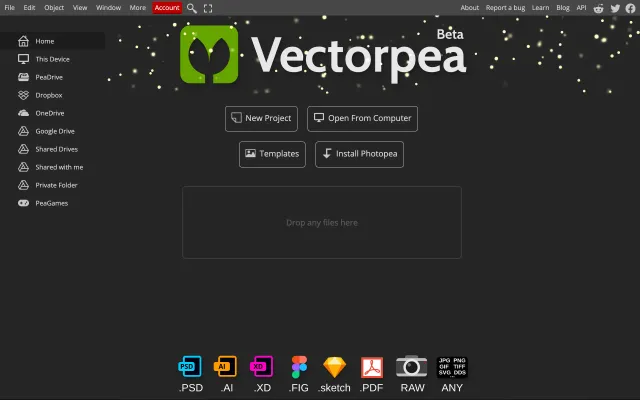 File Edit Object View Window More Account About Report a bug Learn Blog API
Home
This Device
PeaDrive
Dropbox
OneDrive
Google Drive
Shared Drives
Shared with me
Private Folder
PeaGames
Beta
Vectorpea
New Project Open From Computer
Templates Install Photopea
Drop any files here
PSD AI XD JPG PNG
GIF TIFF
SVG DDS
.PSD .AI .XD .FIG .sketch .PDF RAW ANY